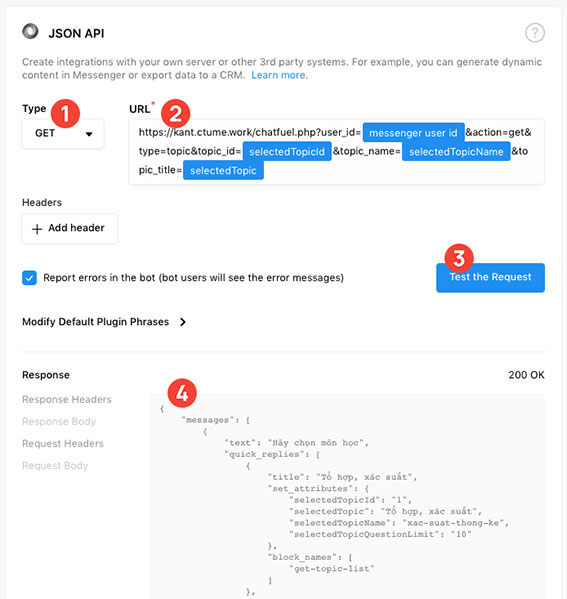 JSON API
?
Create integrations with your own server or other 3rd party systems. For example, you can generate dynamic
content in Messenger or export data to a CRM. Learn more.
Type 1 URL* 2
GET
https://kant.ctume.work/chatfuel.php?user_id= messenger user id &action=get&
type=topic&topic_id= selectedTopicId &topic_name= selectedTopicName &to
pic_title= selectedTopic
Headers
+ Add header
3
Report errors in the bot (bot users will see the error messages)
Test the Request
Modify Default Plugin Phrases
Response 200 OK
Response Headers
Response Body
Request Headers
Request Body
4
{
"messages": [
{
"text": "Hãy chọn môn học",
"quick_replies": [
{
"title": "Tổ hợp, xác suất",
"set_attributes": {
"selectedTopicId": "1",
"selectedTopic": "Tổ hợp, xác suất",
"selectedTopicName": "xac-suat-thong-ke",
"selectedTopicQuestionLimit": "10"
},
"block_names": [
"get-topic-list"
]
},